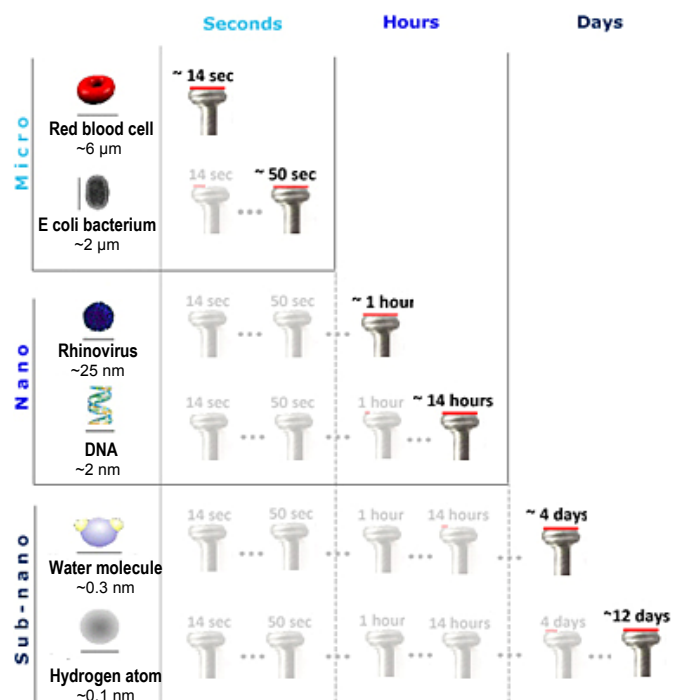 Seconds Hours Days
Micro
~ 14 sec
Red blood cell
~6 µm
14 sec ~ 50 sec
E coli bacterium
~2 µm
Nano
14 sec 50 sec ~ 1 hour
Rhinovirus
~25 nm
14 sec 50 sec 1 hour ~ 14 hours
DNA
~2 nm
Sub-nano
14 sec 50 sec 1 hour 14 hours ~ 4 days
Water molecule
~0.3 nm
14 sec 50 sec 1 hour 14 hours 4 days ~12 days
Hydrogen atom
~0.1 nm